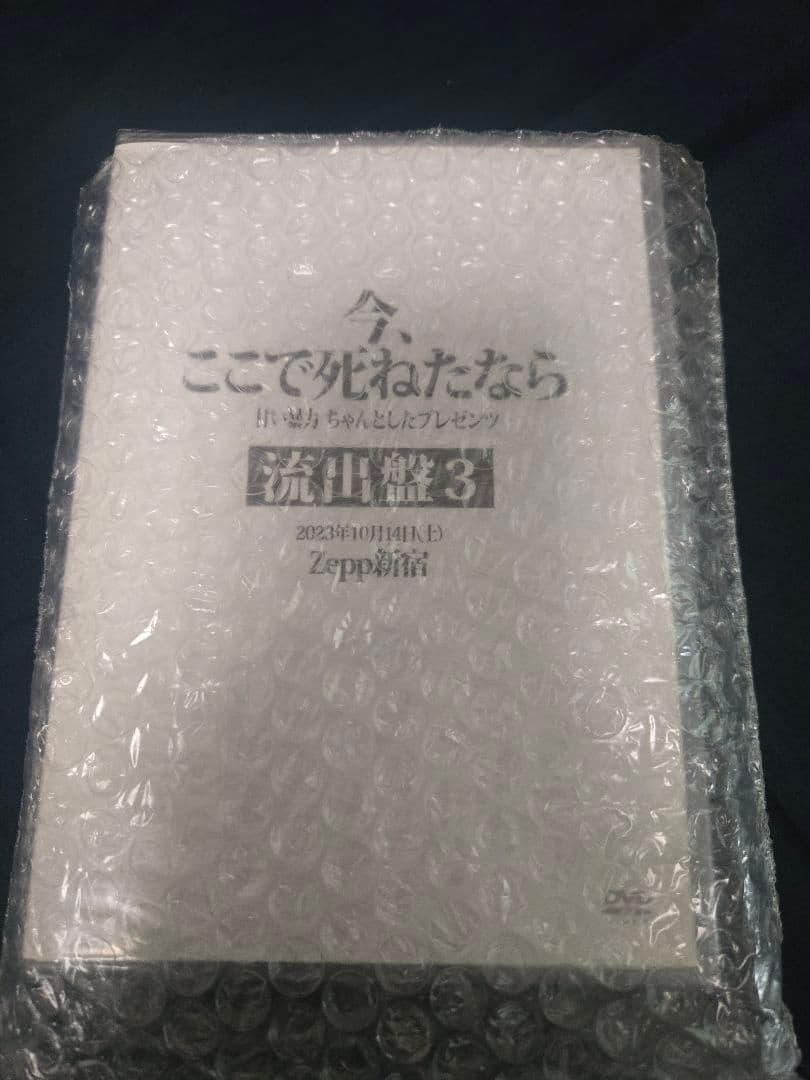 今、
ここで死ねたなら
甘い暴力 ちゃんとしたプレゼンツ
流出盤3
2023年10月14日(土)
Zepp新宿
DVD